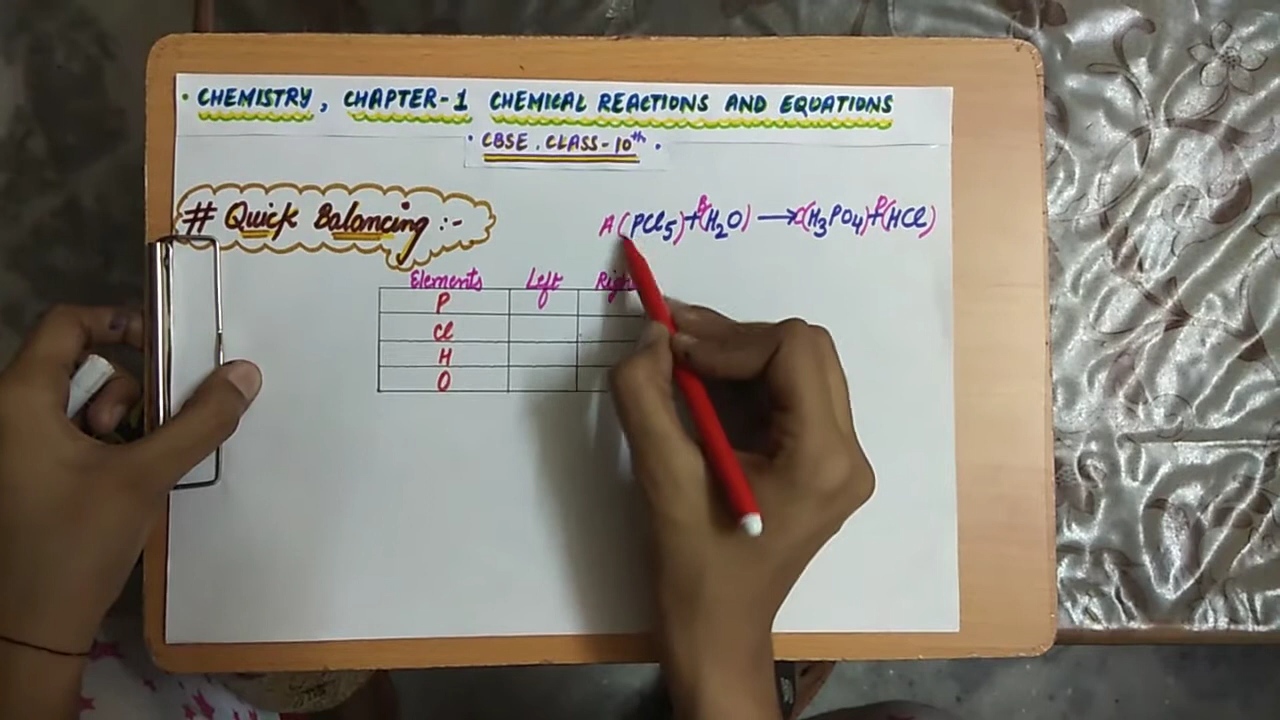 • CHEMISTRY, CHAPTER-1 CHEMICAL REACTIONS AND EQUATIONS
• CBSE. CLASS-10th •
# Quick Balancing :-
A(PCl5)+B(H2O) → C(H3PO4)+D(HCl)
Elements Left
P
Cl
H
O